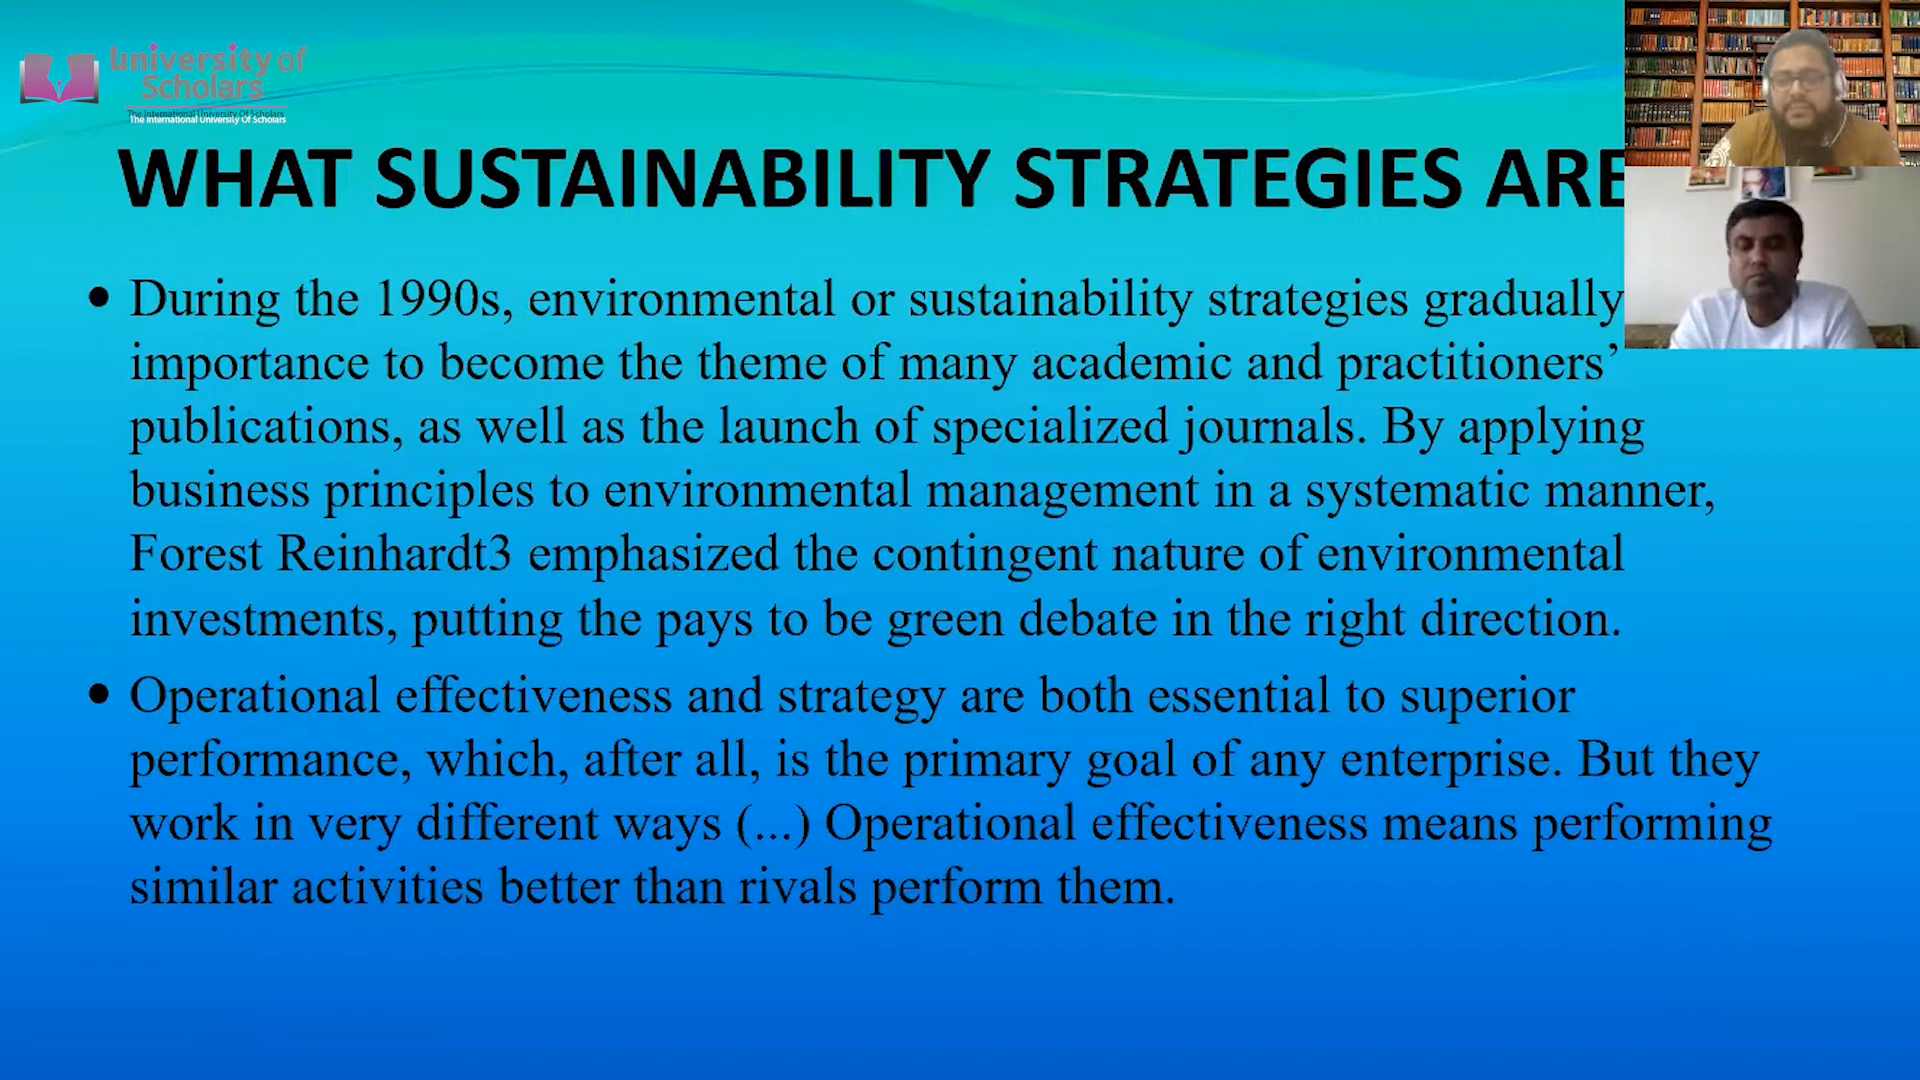 University of
Scholars
The International University Of Scholars
The International University Of Scholars
WHAT SUSTAINABILITY STRATEGIES ARE
• During the 1990s, environmental or sustainability strategies gradually
importance to become the theme of many academic and practitioners’
publications, as well as the launch of specialized journals. By applying
business principles to environmental management in a systematic manner,
Forest Reinhardt3 emphasized the contingent nature of environmental
investments, putting the pays to be green debate in the right direction.
• Operational effectiveness and strategy are both essential to superior
performance, which, after all, is the primary goal of any enterprise. But they
work in very different ways (...) Operational effectiveness means performing
similar activities better than rivals perform them.